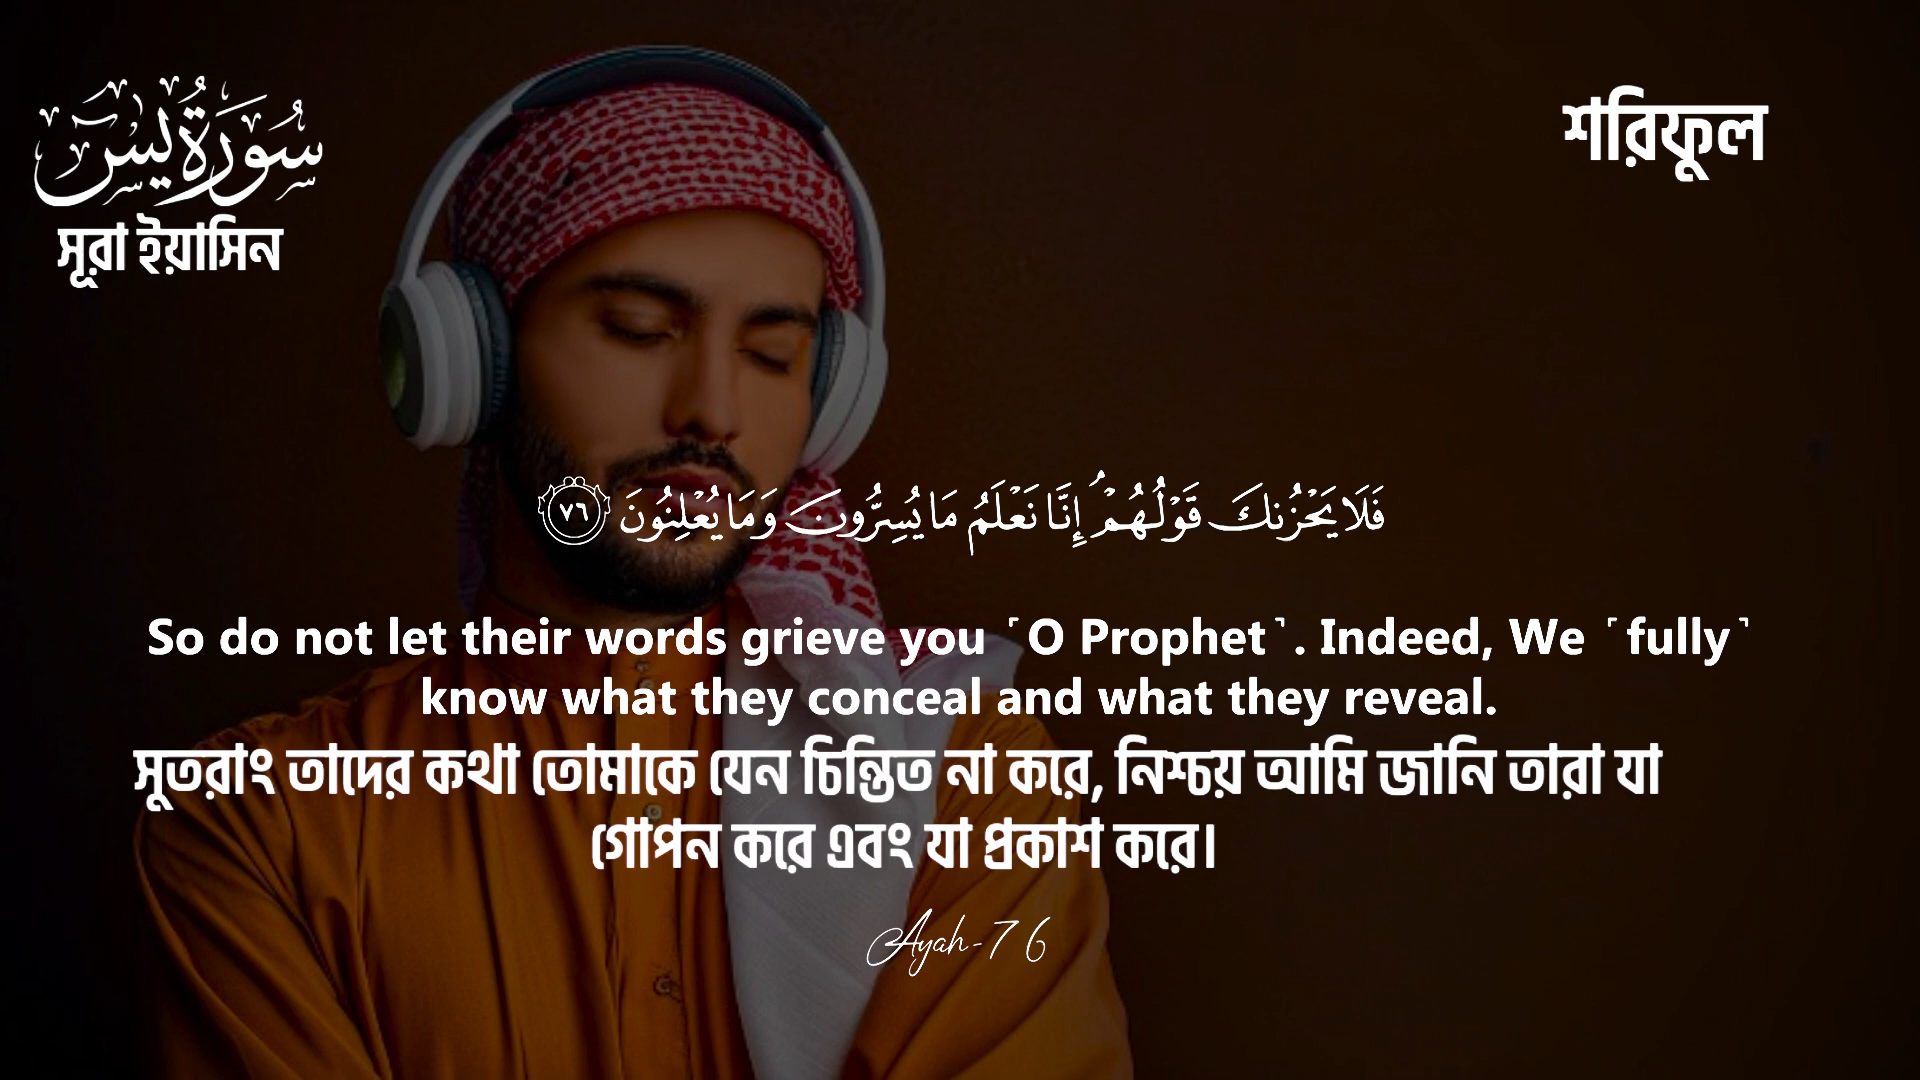 سُورَةُ يسٓ
সূরা ইয়াসিন
শরিফুল
فَلَا يَحْزُنكَ قَوْلُهُمْ ۘ إِنَّا نَعْلَمُ مَا يُسِرُّونَ وَمَا يُعْلِنُونَ ٧٦
So do not let their words grieve you ˹O Prophet˺. Indeed, We ˹fully˺
know what they conceal and what they reveal.
সূতরাং তাদের কথা তোমাকে যেন চিন্তিত না করে, নিশ্চয় আমি জানি তারা যা
গোপন করে এবং যা প্রকাশ করে।
Ayah-76